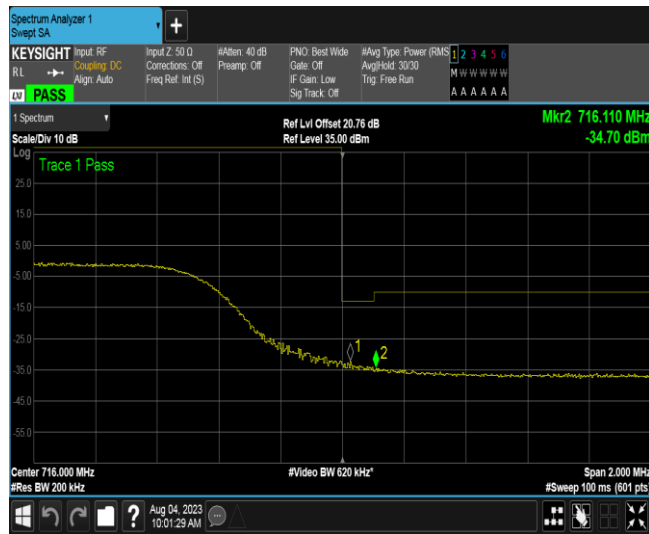 Spectrum Analyzer 1
Swept SA
+
KEYSIGHT Input: RF Input Z: 50 Ω #Atten: 40 dB PNO: Best Wide #Avg Type: Power (RMS 1 2 3 4 5 6
R L Coupling: DC Corrections: Off Preamp: Off Gate: Off Avg|Hold: 30/30 M W W W W W
Align: Auto Freq Ref: Int (S) IF Gain: Low Trig: Free Run
LXI PASS Sig Track: Off A A A A A A
1 Spectrum Ref Lvl Offset 20.76 dB Mkr2 716.110 MHz
Scale/Div 10 dB Ref Level 35.00 dBm -34.70 dBm
Log
Trace 1 Pass
25.0
15.0
5.00
-5.00
-15.0
-25.0
1
2
-35.0
-45.0
-55.0
Center 716.000 MHz #Video BW 620 kHz* Span 2.000 MHz
#Res BW 200 kHz #Sweep 100 ms (601 pts
? Aug 04, 2023
10:01:29 AM